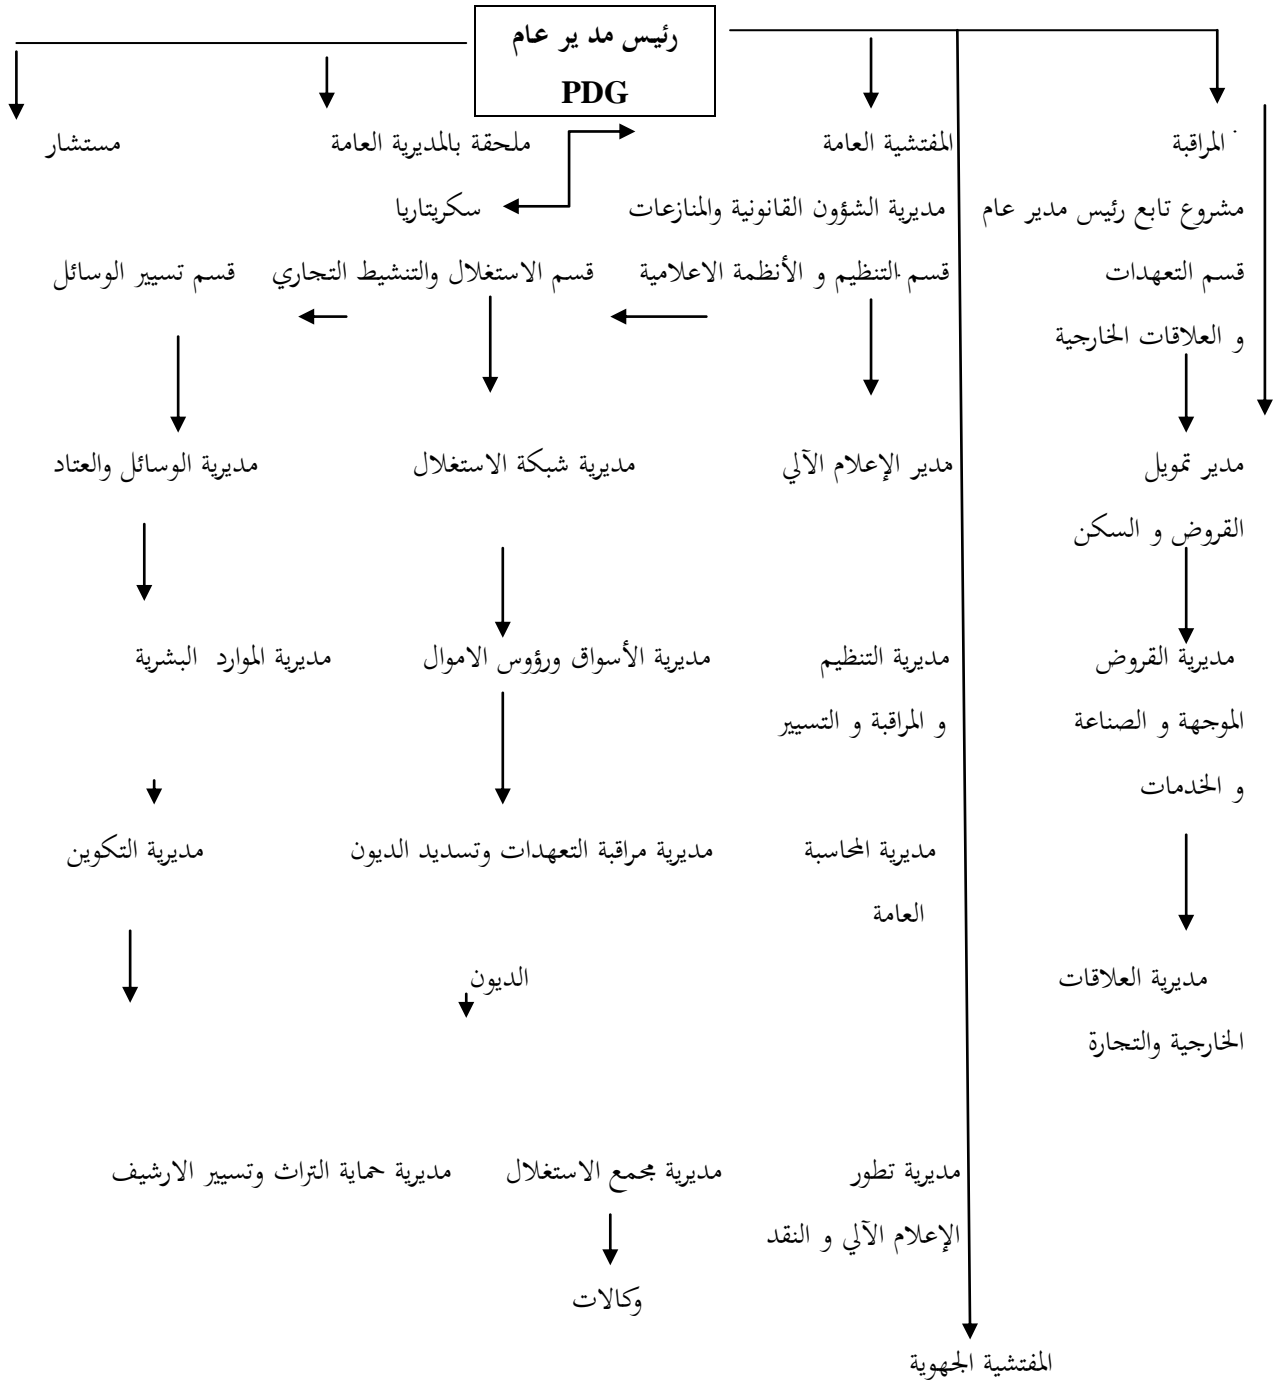 رئيس مد ير عام
PDG
المراقبة
المفتشية العامة
ملحقة بالمديرية العامة
مستشار
مشروع تابع رئيس مدير عام
مديرية الشؤون القانونية والمنازعات
سكريتاريا
قسم التعهدات
قسم التنظيم و الأنظمة الاعلامية
قسم الاستغلال والتنشيط التجاري
قسم تسيير الوسائل
و العلاقات الخارجية
مدير تمويل
مدير الإعلام الآلي
مديرية شبكة الاستغلال
مديرية الوسائل والعتاد
القروض و السكن
مديرية القروض
مديرية التنظيم
مديرية الأسواق ورؤوس الاموال
مديرية الموارد البشرية
الموجهة و الصناعة
و المراقبة و التسيير
و الخدمات
مديرية المحاسبة
مديرية مراقبة التعهدات وتسديد الديون
مديرية التكوين
العامة
مديرية العلاقات
الديون
الخارجية والتجارة
مديرية تطور
مديرية مجمع الاستغلال
مديرية حماية التراث وتسيير الارشيف
الإعلام الآلي و النقد
وكالات
المفتشية الجهوية